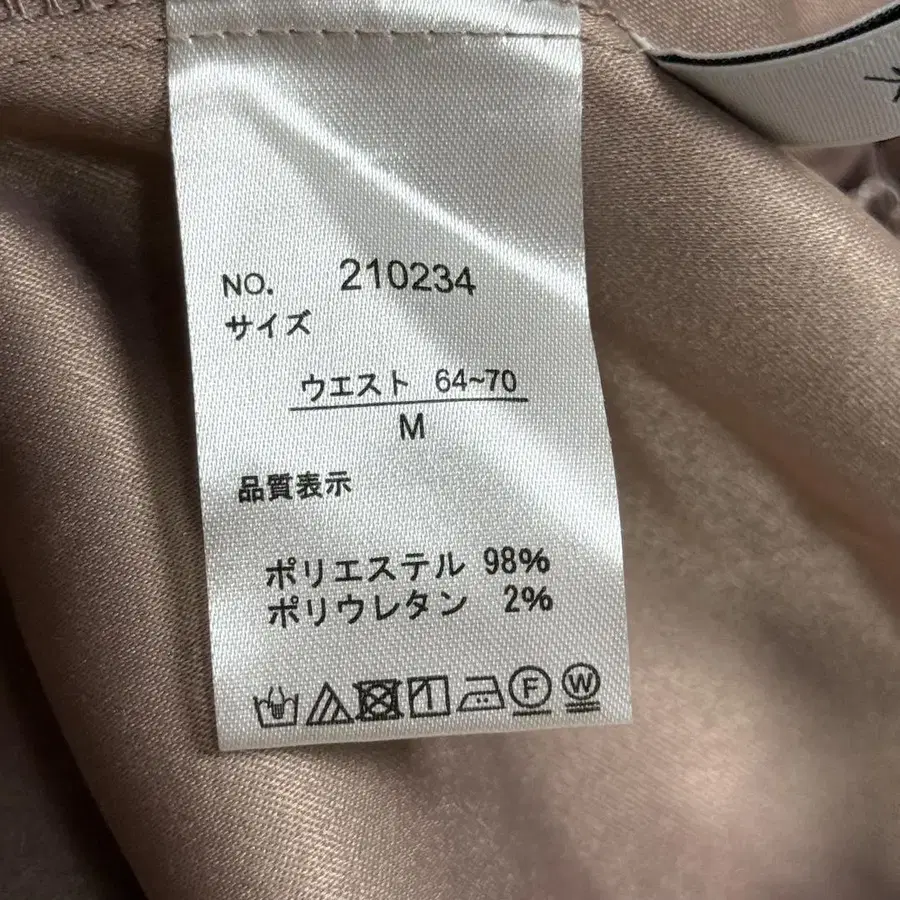 NO. 210234
サイズ
ウエスト 64~70
M
品質表示
ポリエステル 98%
ポリウレタン 2%
F W